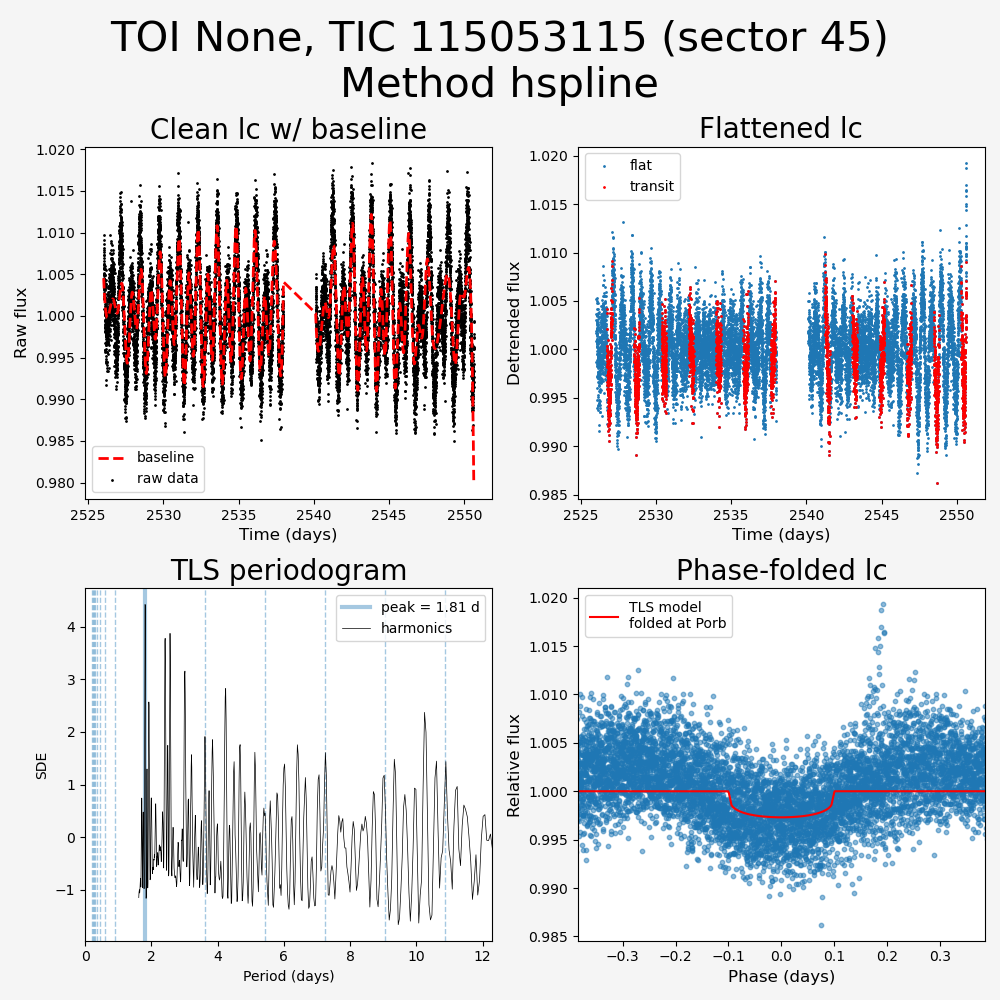 TOI None, TIC 115053115 (sector 45)
Method hspline
Clean lc w/ baseline
Raw flux
1.020
1.015
1.010
1.005
1.000
0.995
0.990
0.985
0.980
baseline
raw data
2525 2530 2535 2540 2545 2550
Time (days)
Flattened lc
Detrended flux
1.020
1.015
1.010
1.005
1.000
0.995
0.990
0.985
flat
transit
2525 2530 2535 2540 2545 2550
Time (days)
TLS periodogram
SDE
4
3
2
1
0
−1
peak = 1.81 d
harmonics
0 2 4 6 8 10 12
Period (days)
Phase-folded lc
Relative flux
1.020
1.015
1.010
1.005
1.000
0.995
0.990
0.985
TLS model
folded at Porb
−0.3 −0.2 −0.1 0.0 0.1 0.2 0.3
Phase (days)